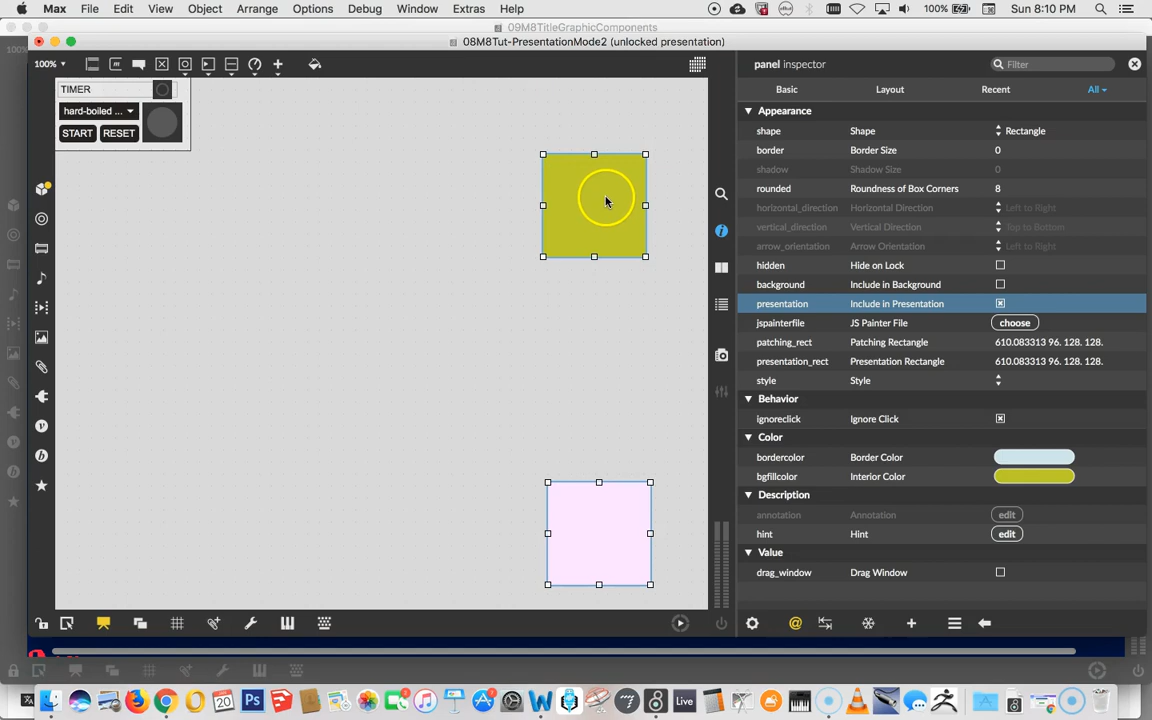 Max File Edit View Object Arrange Options Debug Window Extras Help 100% Sun 8:10 PM
09M8TitleGraphicComponents
08M8Tut-PresentationMode2 (unlocked presentation)
100%
panel inspector Filter
Basic Layout Recent All
TIMER
hard-boiled ...
START RESET
Appearance
shape Shape Rectangle
border Border Size 0
shadow Shadow Size 0
rounded Roundness of Box Corners 8
horizontal_direction Horizontal Direction Left to Right
vertical_direction Vertical Direction Top to Bottom
arrow_orientation Arrow Orientation Left to Right
hidden Hide on Lock
background Include in Background
presentation Include in Presentation
jspainterfile JS Painter File choose
patching_rect Patching Rectangle 610.083313 96. 128. 128.
presentation_rect Presentation Rectangle 610.083313 96. 128. 128.
style Style
Behavior
ignoreclick Ignore Click
Color
bordercolor Border Color
bgfillcolor Interior Color
Description
annotation Annotation edit
hint Hint edit
Value
drag_window Drag Window
20
Live